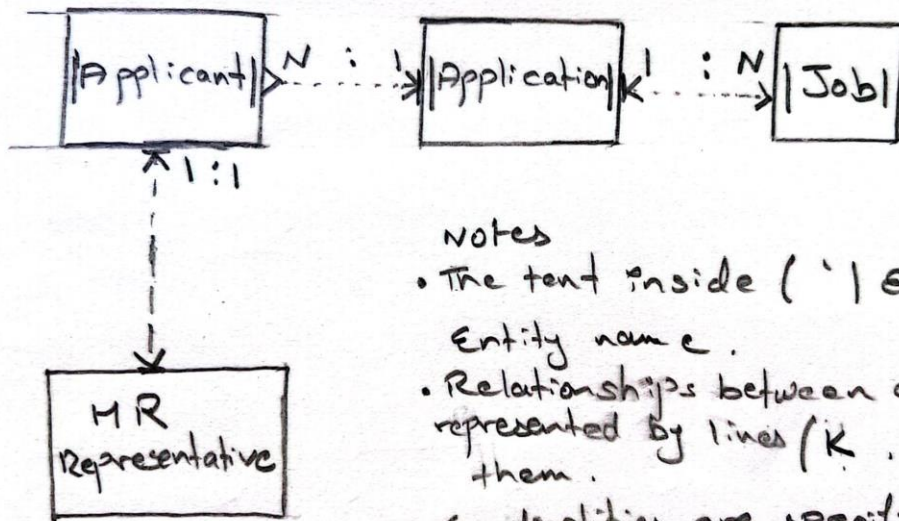 |Applicant| N : 1 |Application| 1 : N |Job|
1:1
Notes
• The tent inside (`|
Entity name.
• Relationships between
represented by lines (K .
them.
HR
Representative